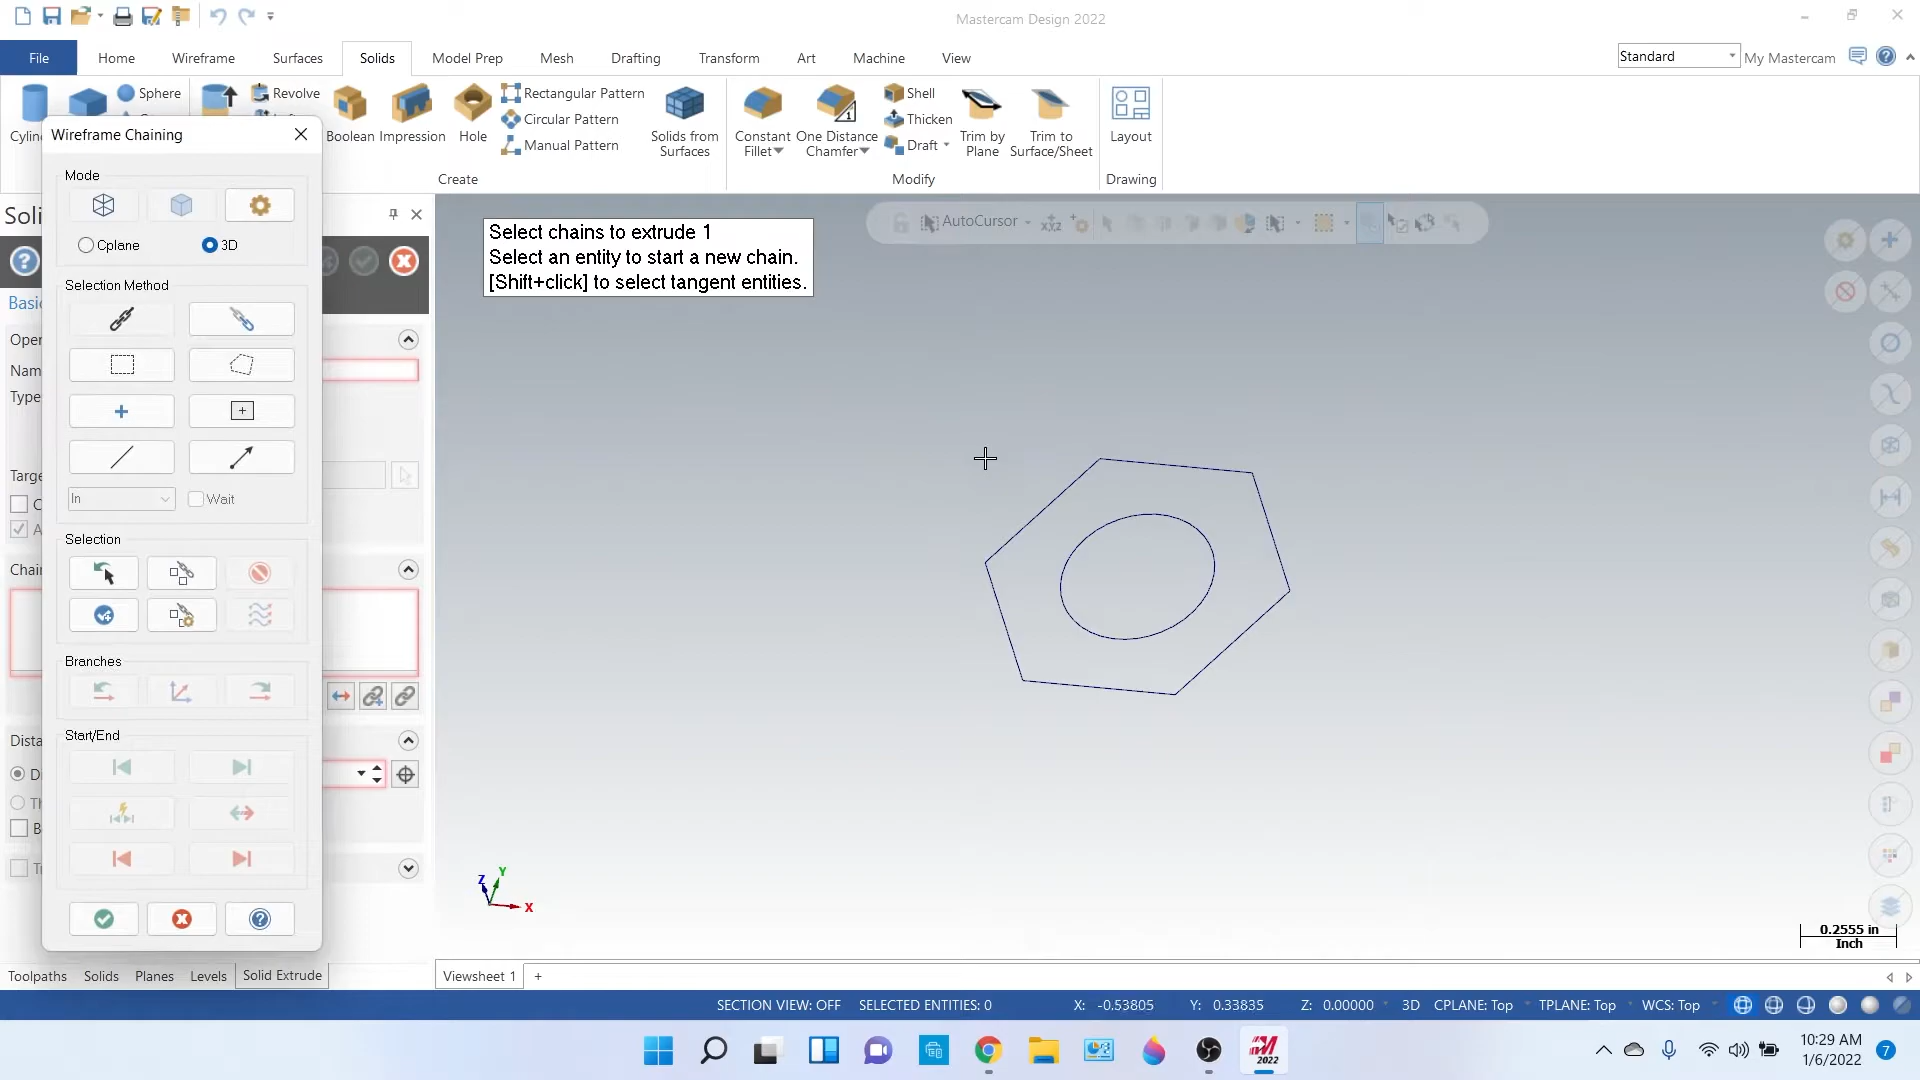 Mastercam Design 2022
File Home Wireframe Surfaces Solids Model Prep Mesh Drafting Transform Art Machine View
Standard My Mastercam
Sphere Revolve Rectangular Pattern Shell
Circular Pattern Thicken
Manual Pattern Draft
Boolean Impression Hole
Solids from
Surfaces
Constant
Fillet
One Distance
Chamfer
Trim by
Plane
Trim to
Surface/Sheet
Layout
Create Modify Drawing
Wireframe Chaining
Mode
Cplane 3D
Selection Method
In Wait
Selection
Branches
Start/End
Select chains to extrude 1
Select an entity to start a new chain.
[Shift+click] to select tangent entities.
AutoCursor
Z Y X
0.2555 in
Inch
Toolpaths Solids Planes Levels Solid Extrude
Viewsheet 1 +
SECTION VIEW: OFF SELECTED ENTITIES: 0 X: -0.53805 Y: 0.33835 Z: 0.00000 3D CPLANE: Top TPLANE: Top WCS: Top
2022
10:29 AM
1/6/2022
7